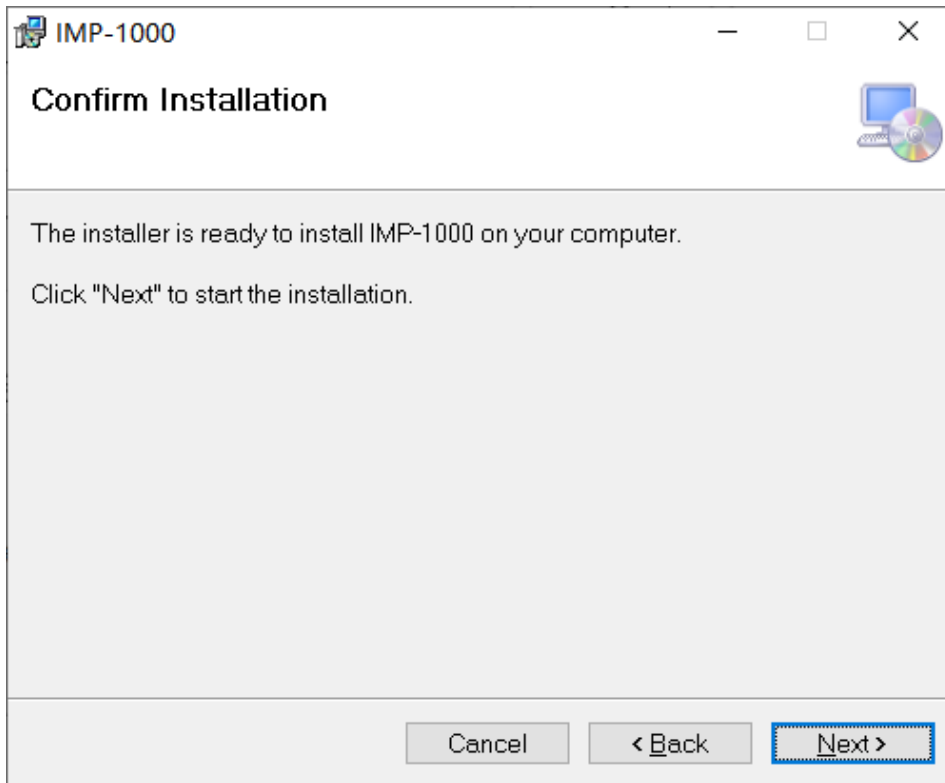 IMP-1000
Confirm Installation
The installer is ready to install IMP-1000 on your computer.
Click "Next" to start the installation.
Cancel
< Back
Next >